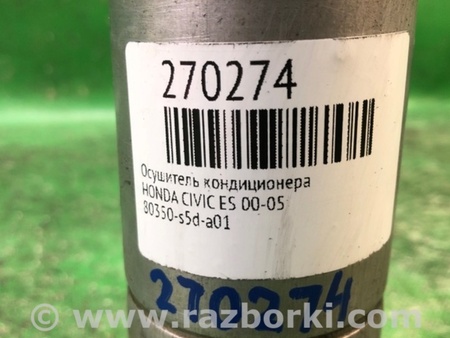 270274
Осушитель кондиционера
HONDA CIVIC ES 00-05
80350-s5d-a01
270274
© www.razborki.com